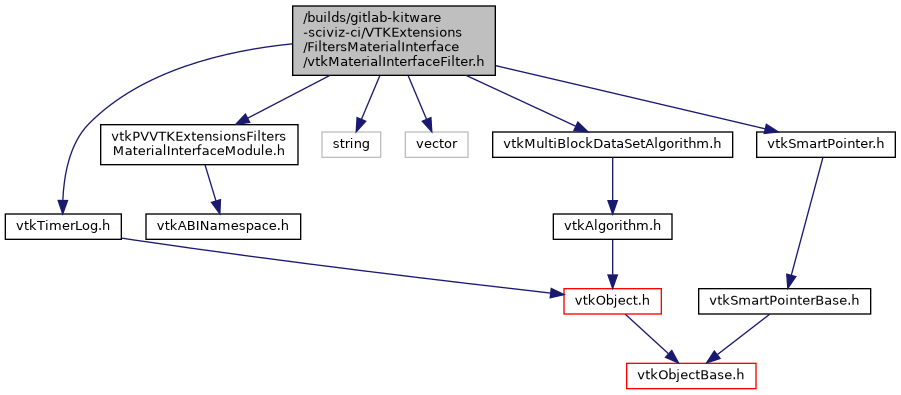 /builds/gitlab-kitware
-sciviz-ci/VTKExtensions
/FiltersMaterialInterface
/vtkMaterialInterfaceFilter.h
vtkPVVTKExtensionsFilters
MaterialInterfaceModule.h
string
vector
vtkMultiBlockDataSetAlgorithm.h
vtkSmartPointer.h
vtkTimerLog.h
vtkABINamespace.h
vtkAlgorithm.h
vtkObject.h
vtkSmartPointerBase.h
vtkObjectBase.h